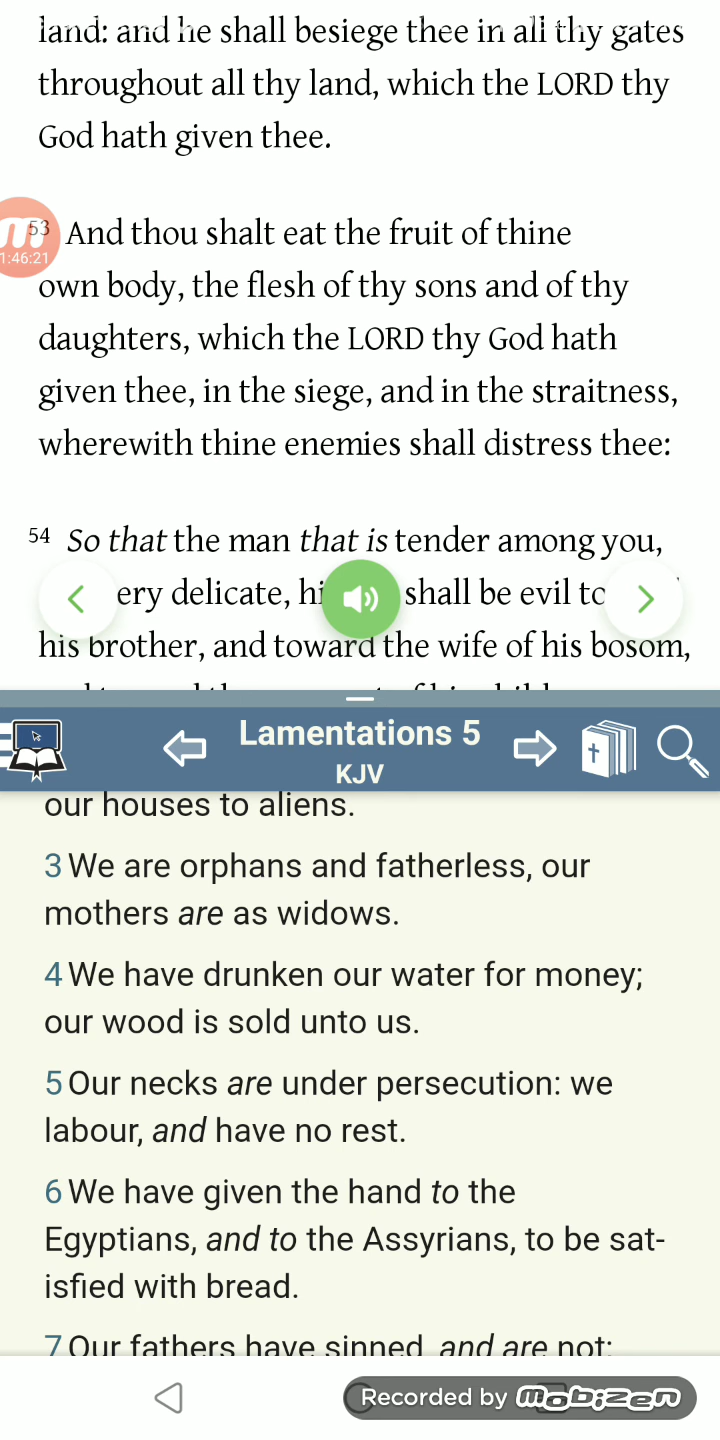 land: and he shall besiege thee in all thy gates
throughout all thy land, which the LORD thy
God hath given thee.
53 And thou shalt eat the fruit of thine
1:46:21
own body, the flesh of thy sons and of thy
daughters, which the LORD thy God hath
given thee, in the siege, and in the straitness,
wherewith thine enemies shall distress thee:
54 So that the man that is tender among you,
ery delicate, hi shall be evil to
his brother, and toward the wife of his bosom,
Lamentations 5
KJV
our houses to aliens.
3 We are orphans and fatherless, our
mothers are as widows.
4 We have drunken our water for money;
our wood is sold unto us.
5 Our necks are under persecution: we
labour, and have no rest.
6 We have given the hand to the
Egyptians, and to the Assyrians, to be sat-
isfied with bread.
7 Our fathers have sinned, and are not;
Recorded by Mobizen